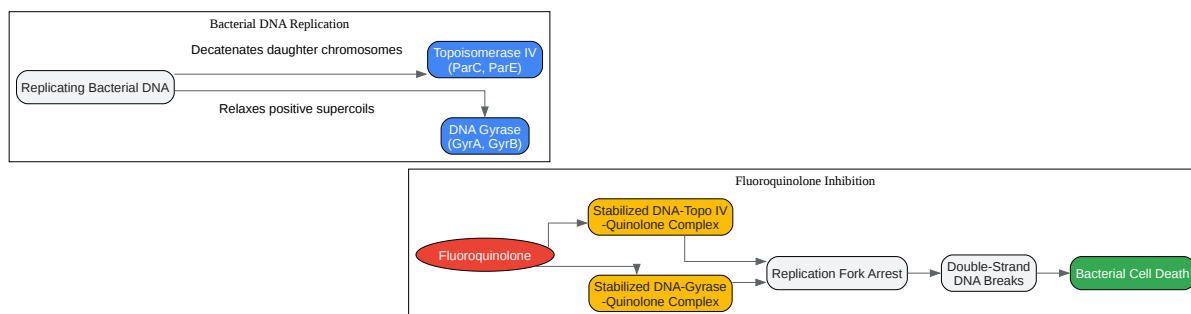 Bacterial DNA Replication
Decatenates daughter chromosomes
Topoisomerase IV
(ParC, ParE)
Replicating Bacterial DNA
Relaxes positive supercoils
DNA Gyrase
(GyrA, GyrB)
Fluoroquinolone Inhibition
Stabilized DNA-Topo IV
-Quinolone Complex
Fluoroquinolone
Stabilized DNA-Gyrase
-Quinolone Complex
Replication Fork Arrest
Double-Strand
DNA Breaks
Bacterial Cell Death